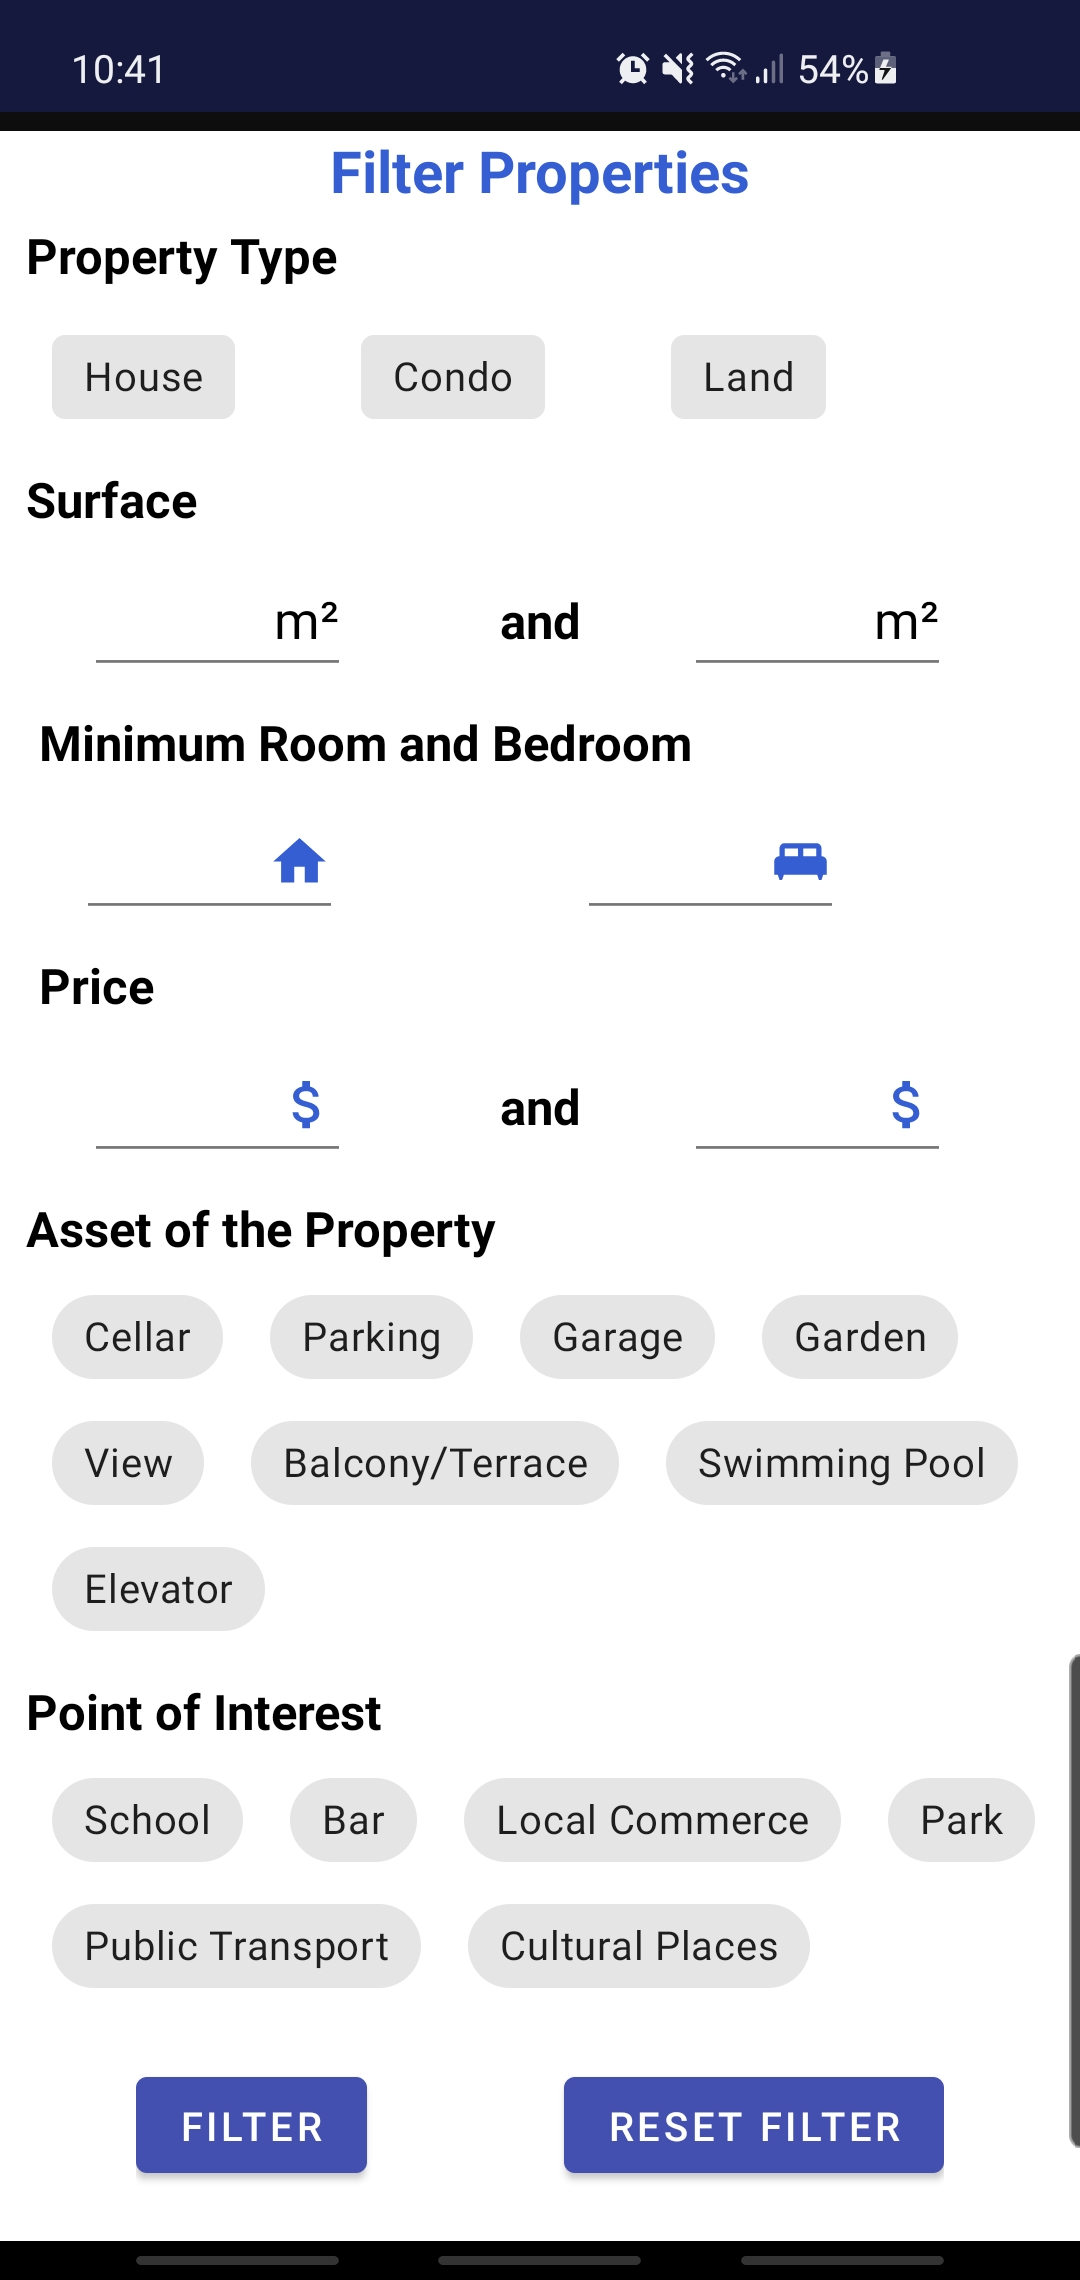 10:41 54%
Filter Properties
Property Type
House Condo Land
Surface
m² and m²
Minimum Room and Bedroom
Price
$ and $
Asset of the Property
Cellar Parking Garage Garden
View Balcony/Terrace Swimming Pool
Elevator
Point of Interest
School Bar Local Commerce Park
Public Transport Cultural Places
FILTER RESET FILTER